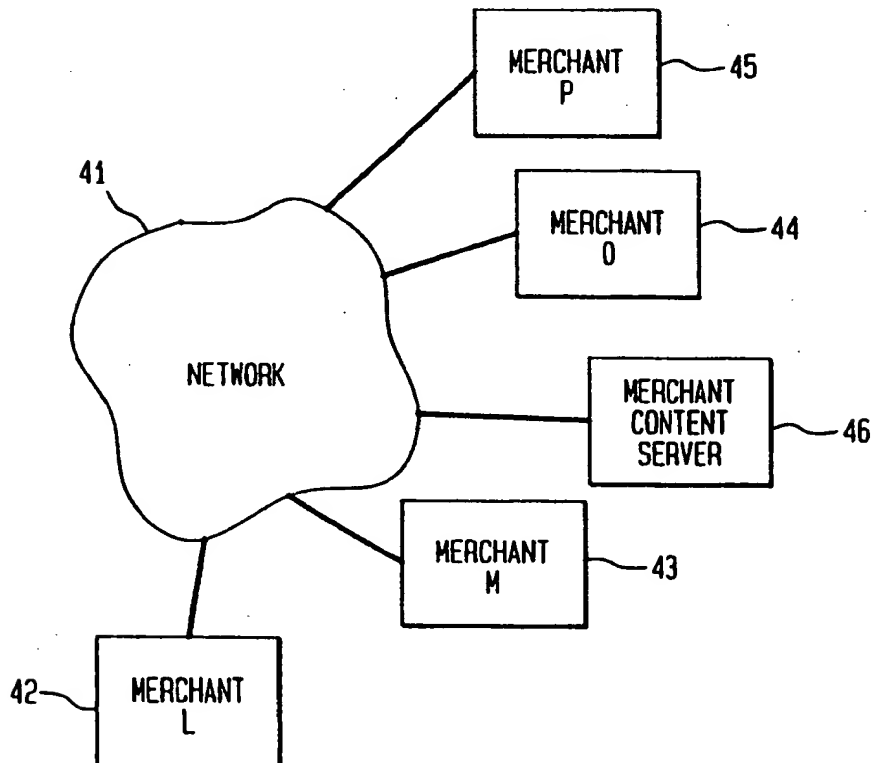 MERCHANT
P
45
41
MERCHANT
O
44
NETWORK
MERCHANT
CONTENT
SERVER
46
MERCHANT
M
43
42
MERCHANT
L